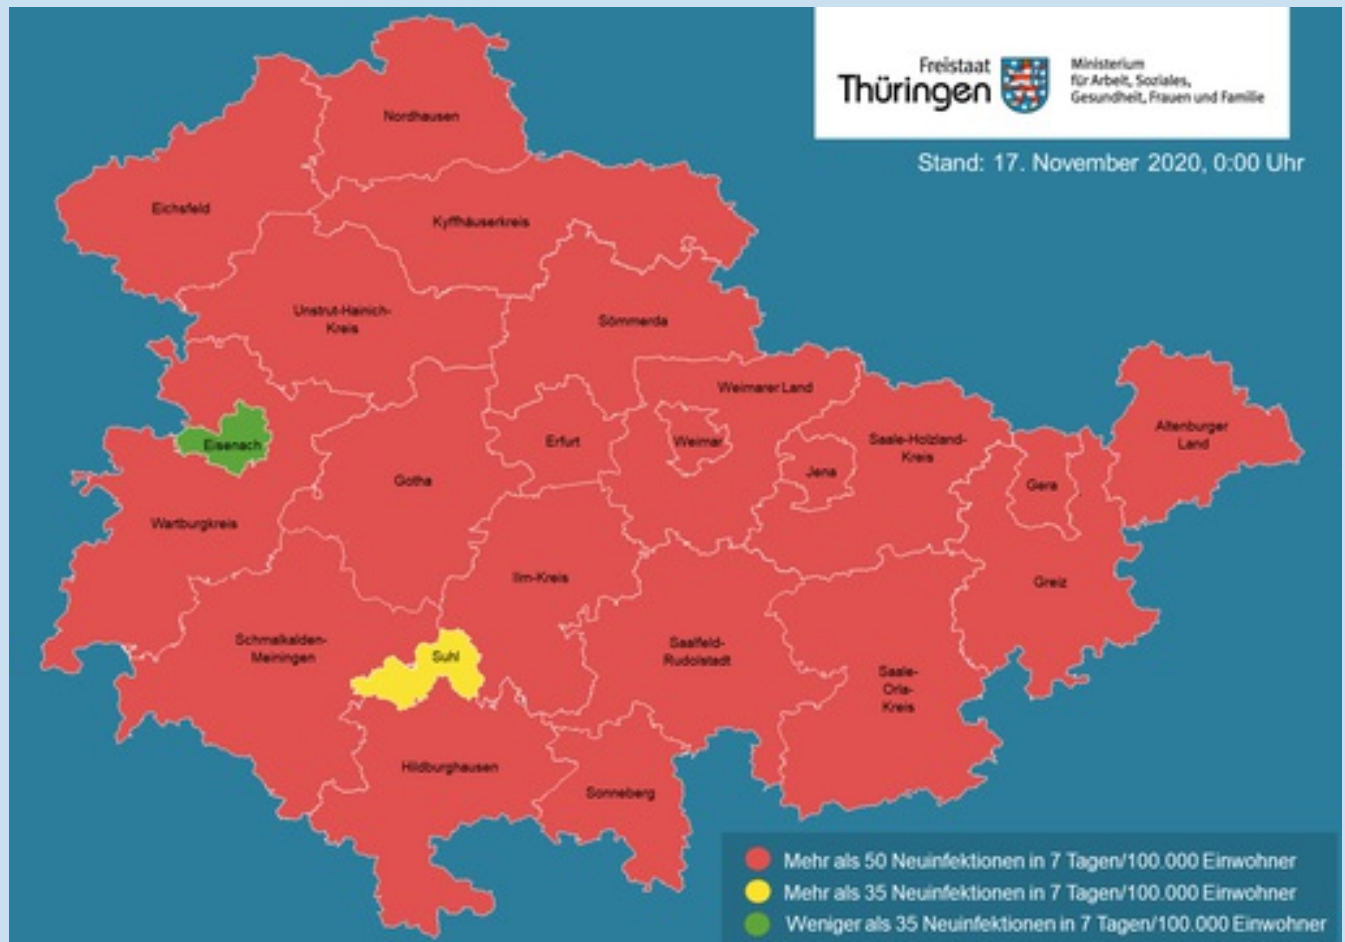 Freistaat
Thüringen
Ministerium
für Arbeit, Soziales,
Gesundheit, Frauen und Familie
Stand: 17. November 2020, 0:00 Uhr
Nordhausen
Eichsfeld
Kyffhäuserkreis
Unstrut-Hainich-
Kreis
Sömmerda
Weimarer Land
Eisenach
Erfurt
Weimar
Jena
Saale-Holzland-
Kreis
Altenburger
Land
Gotha
Gera
Wartburgkreis
Ilm-Kreis
Greiz
Schmalkalden-
Meiningen
Suhl
Saalfeld-
Rudolstadt
Saale-
Orla-
Kreis
Hildburghausen
Sonneberg
Mehr als 50 Neuinfektionen in 7 Tagen/100.000 Einwohner
Mehr als 35 Neuinfektionen in 7 Tagen/100.000 Einwohner
Weniger als 35 Neuinfektionen in 7 Tagen/100.000 Einwohner